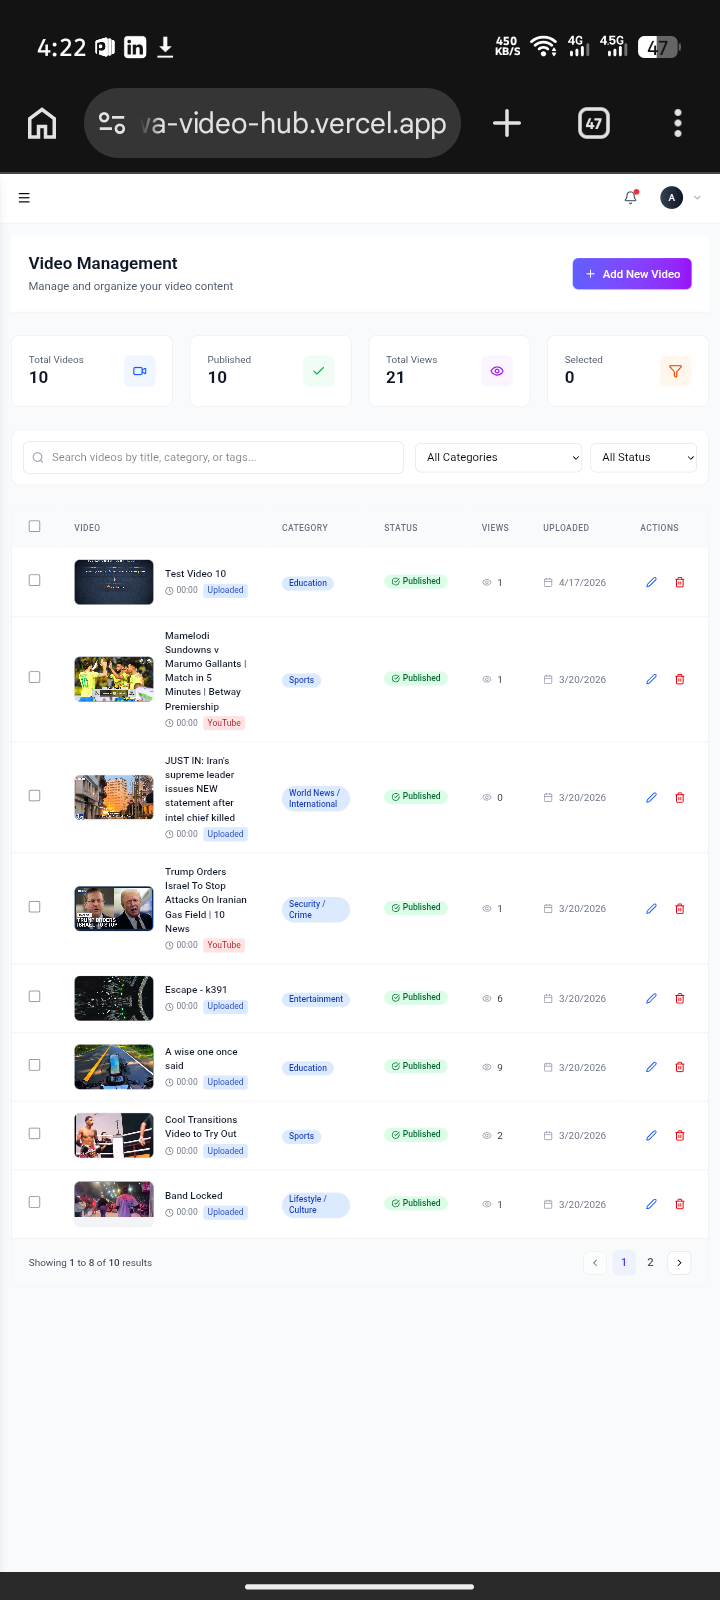 4:22
450 KB/S 4G 4.5G 47
va-video-hub.vercel.app
47
A
Video Management
Manage and organize your video content
Add New Video
Total Videos
10
Published
10
Total Views
21
Selected
0
Search videos by title, category, or tags...
All Categories
All Status
VIDEO CATEGORY STATUS VIEWS UPLOADED ACTIONS
Test Video 10
00:00 Uploaded
Education
Published
1
4/17/2026
Mamelodi
Sundowns v
Marumo Gallants |
Match in 5
Minutes | Betway
Premiership
00:00 YouTube
Sports
Published
1
3/20/2026
JUST IN: Iran's
supreme leader
issues NEW
statement after
intel chief killed
00:00 Uploaded
World News /
International
Published
0
3/20/2026
TRUMP ORDERS
ISRAEL TO STOP
Trump Orders
Israel To Stop
Attacks On Iranian
Gas Field | 10
News
00:00 YouTube
Security /
Crime
Published
1
3/20/2026
Escape - k391
00:00 Uploaded
Entertainment
Published
6
3/20/2026
A wise one once
said
00:00 Uploaded
Education
Published
9
3/20/2026
Cool Transitions
Video to Try Out
00:00 Uploaded
Sports
Published
2
3/20/2026
Band Locked
00:00 Uploaded
Lifestyle /
Culture
Published
1
3/20/2026
Showing 1 to 8 of 10 results
1 2